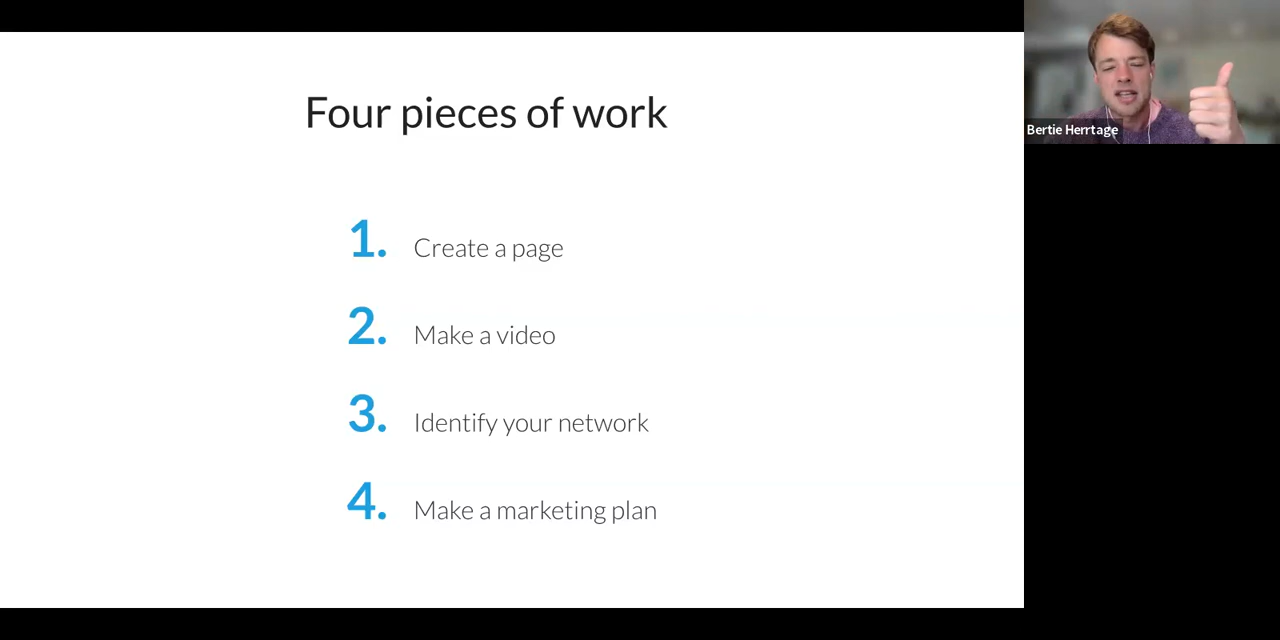 Four pieces of work
1. Create a page
2. Make a video
3. Identify your network
4. Make a marketing plan
Bertie Herrtage